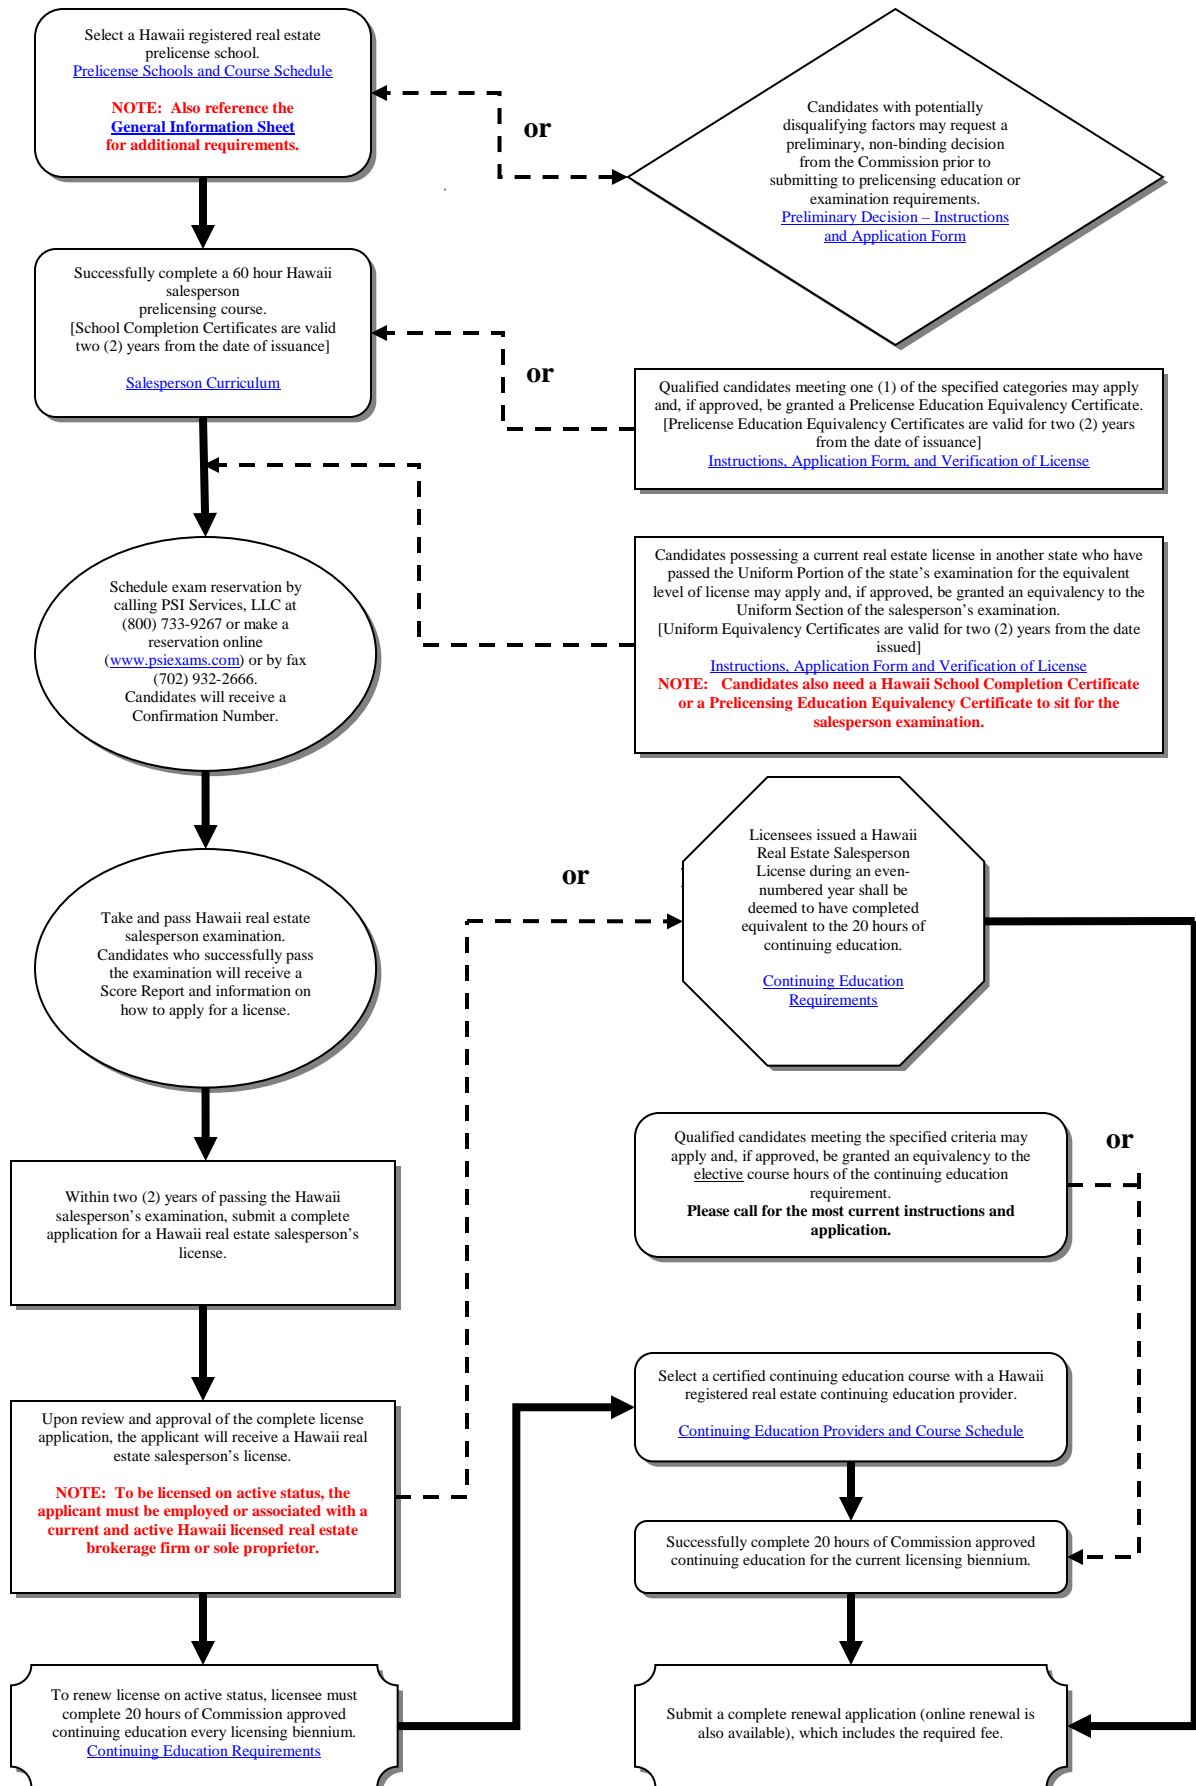 Select a Hawaii registered real estate
prelicense school.
Prelicense Schools and Course Schedule
NOTE:  Also reference the
General Information Sheet
for additional requirements.
or
Candidates with potentially
disqualifying factors may request a
preliminary, non-binding decision
from the Commission prior to
submitting to prelicensing education or
examination requirements.
Preliminary Decision – Instructions
and Application Form
Successfully complete a 60 hour Hawaii
salesperson
prelicensing course.
[School Completion Certificates are valid
two (2) years from the date of issuance]
Salesperson Curriculum
or
Qualified candidates meeting one (1) of the specified categories may apply
and, if approved, be granted a Prelicense Education Equivalency Certificate.
[Prelicense Education Equivalency Certificates are valid for two (2) years
from the date of issuance]
Instructions, Application Form, and Verification of License
Candidates possessing a current real estate license in another state who have
passed the Uniform Portion of the state’s examination for the equivalent
level of license may apply and, if approved, be granted an equivalency to the
Uniform Section of the salesperson’s examination.
[Uniform Equivalency Certificates are valid for two (2) years from the date
issued]
Instructions, Application Form and Verification of License
NOTE:   Candidates also need a Hawaii School Completion Certificate
or a Prelicensing Education Equivalency Certificate to sit for the
salesperson examination.
Schedule exam reservation by
calling PSI Services, LLC at
(800) 733-9267 or make a
reservation online
(www.psiexams.com) or by fax
(702) 932-2666.
Candidates will receive a
Confirmation Number.
Take and pass Hawaii real estate
salesperson examination.
Candidates who successfully pass
the examination will receive a
Score Report and information on
how to apply for a license.
or
Licensees issued a Hawaii
Real Estate Salesperson
License during an even-
numbered year shall be
deemed to have completed
equivalent to the 20 hours of
continuing education.
Continuing Education
Requirements
Within two (2) years of passing the Hawaii
salesperson’s examination, submit a complete
application for a Hawaii real estate salesperson’s
license.
Qualified candidates meeting the specified criteria may
apply and, if approved, be granted an equivalency to the
elective course hours of the continuing education
requirement.
Please call for the most current instructions and
application.
or
Upon review and approval of the complete license
application, the applicant will receive a Hawaii real
estate salesperson’s license.
NOTE:  To be licensed on active status, the
applicant must be employed or associated with a
current and active Hawaii licensed real estate
brokerage firm or sole proprietor.
Select a certified continuing education course with a Hawaii
registered real estate continuing education provider.
Continuing Education Providers and Course Schedule
Successfully complete 20 hours of Commission approved
continuing education for the current licensing biennium.
To renew license on active status, licensee must
complete 20 hours of Commission approved
continuing education every licensing biennium.
Continuing Education Requirements
Submit a complete renewal application (online renewal is
also available), which includes the required fee.